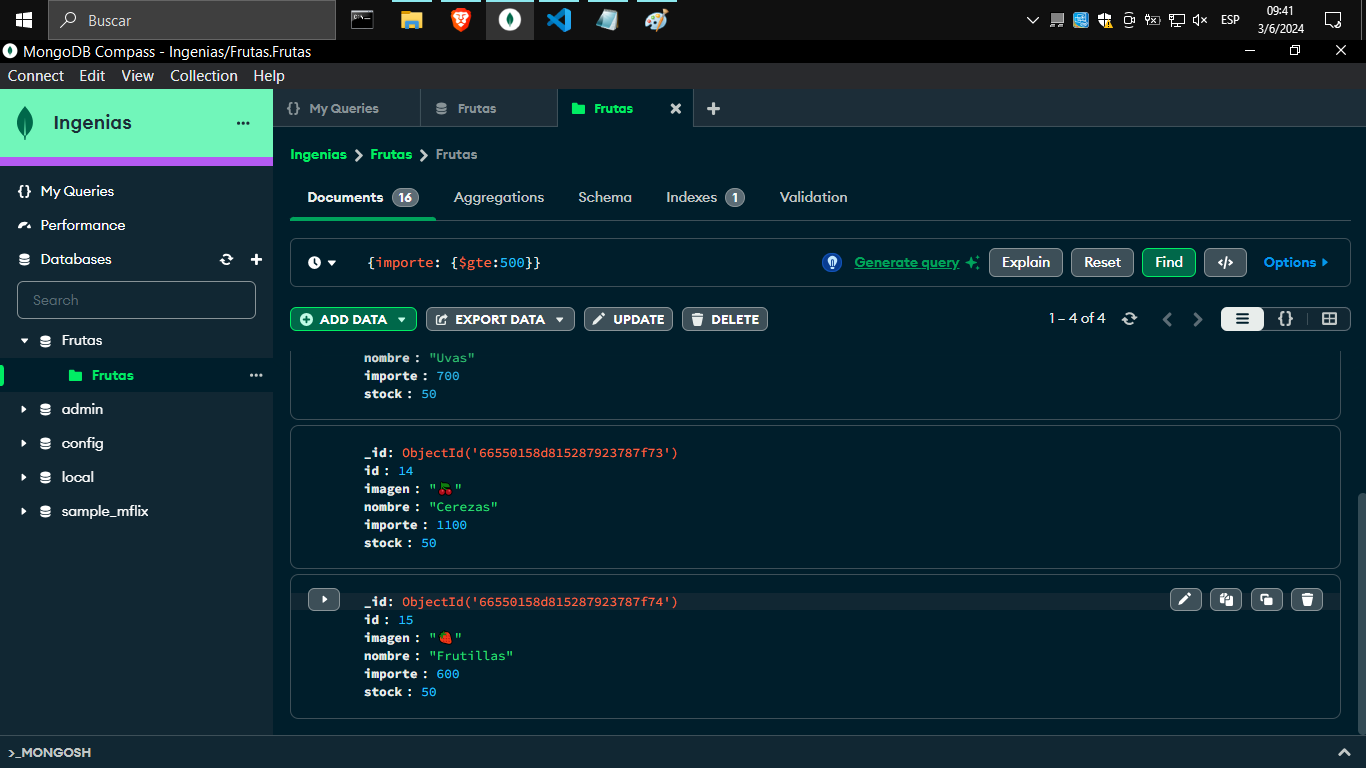 Buscar
ESP
09:41
3/6/2024
MongoDB Compass - Ingenias/Frutas.Frutas
Connect Edit View Collection Help
Ingenias
My Queries
Performance
Databases
Search
Frutas
Frutas
admin
config
local
sample_mflix
{} My Queries
Frutas
Frutas
Ingenias > Frutas > Frutas
Documents 16 Aggregations Schema Indexes 1 Validation
{importe: {$gte:500}}
Generate query Explain Reset Find </> Options
ADD DATA EXPORT DATA UPDATE DELETE
1 – 4 of 4
nombre : "Uvas"
importe : 700
stock : 50
_id: ObjectId('66550158d815287923787f73')
id : 14
imagen : "🍒"
nombre : "Cerezas"
importe : 1100
stock : 50
_id: ObjectId('66550158d815287923787f74')
id : 15
imagen : "🍓"
nombre : "Frutillas"
importe : 600
stock : 50
>_MONGOSH